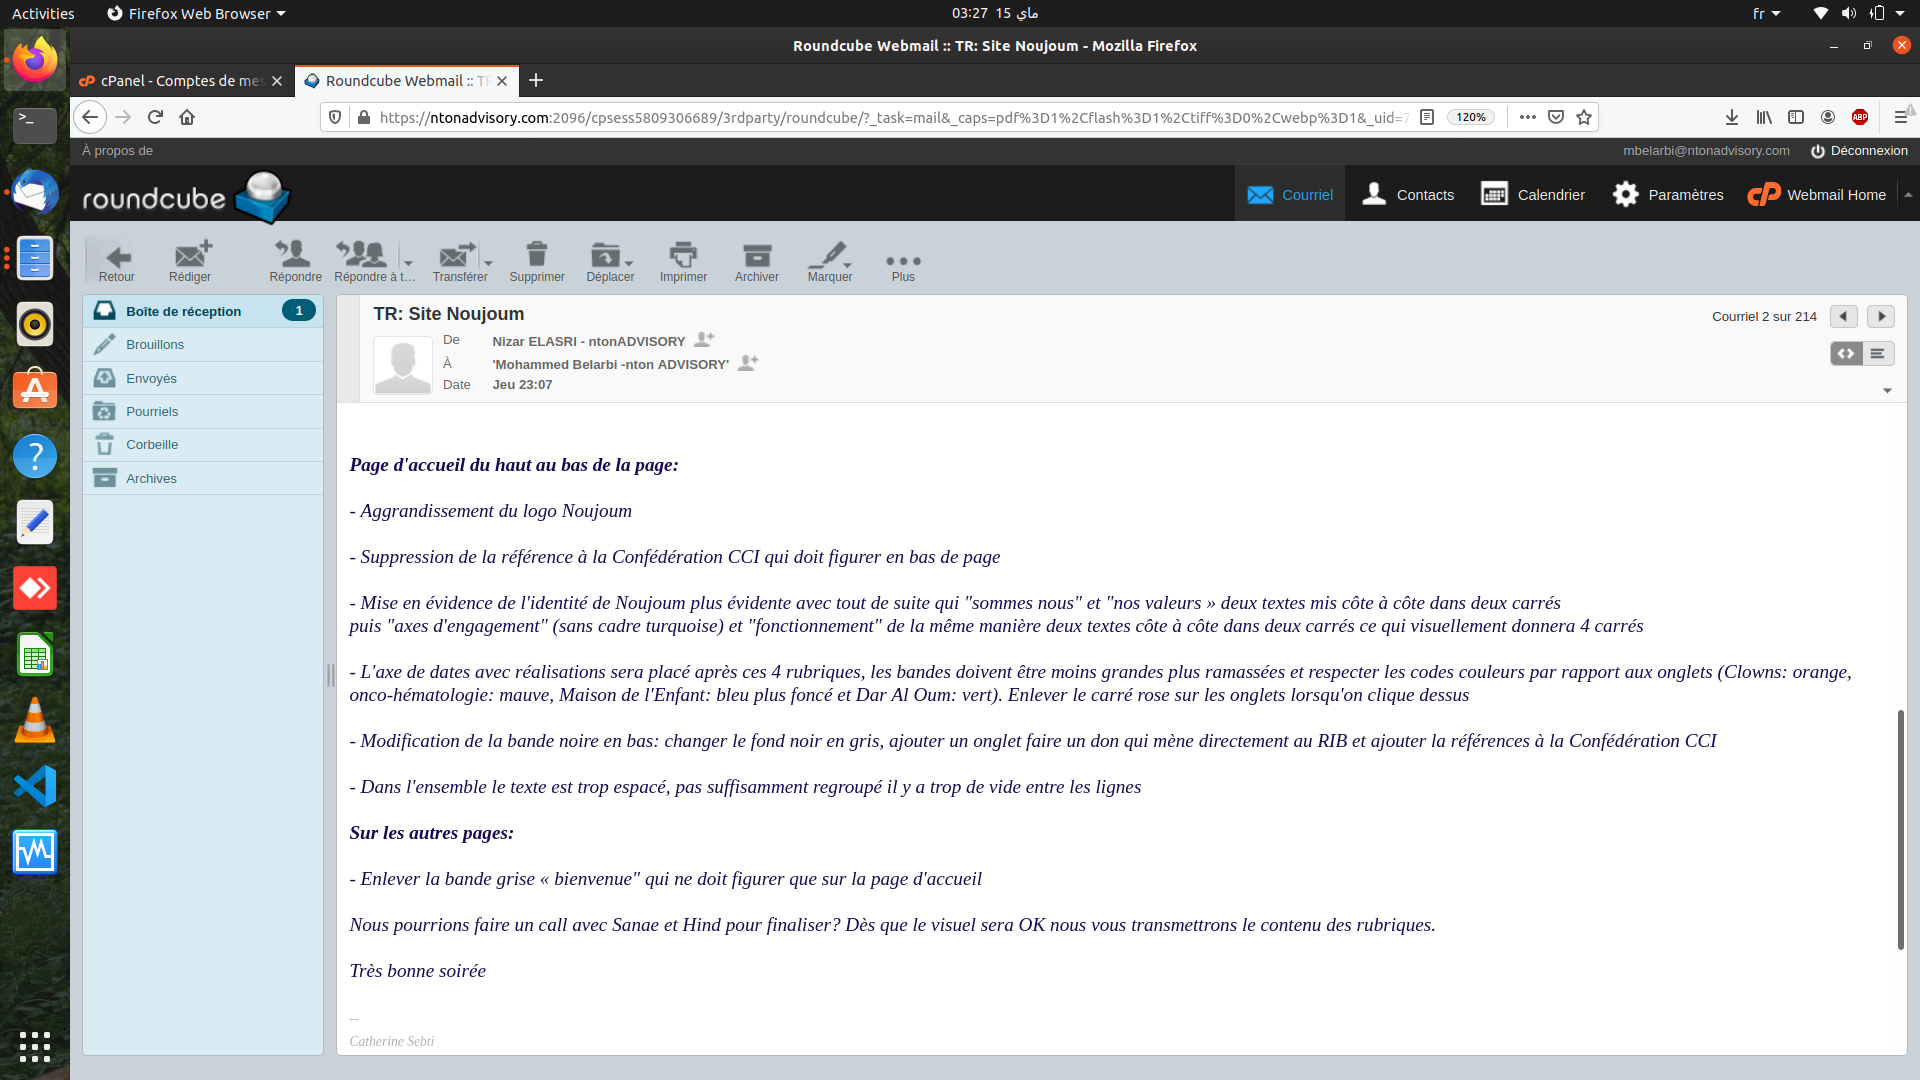 Activities
Firefox Web Browser
03:27 15 ماي
fr
Roundcube Webmail :: TR: Site Noujoum - Mozilla Firefox
cPanel - Comptes de mes
Roundcube Webmail :: TR
https://ntonadvisory.com:2096/cpsess5809306689/3rdparty/roundcube/?_task=mail&_caps=pdf%3D1%2Cflash%3D1%2Ctiff%3D0%2Cwebp%3D1&_uid=7
120%
ABP
À propos de
mbelarbi@ntonadvisory.com
Déconnexion
roundcube
Courriel
Contacts
Calendrier
Paramètres
cP Webmail Home
Retour
Rédiger
Répondre
Répondre à t…
Transférer
Supprimer
Déplacer
Imprimer
Archiver
Marquer
Plus
Boîte de réception 1
Brouillons
Envoyés
Pourriels
Corbeille
Archives
TR: Site Noujoum
Courriel 2 sur 214
De Nizar ELASRI - ntonADVISORY
À 'Mohammed Belarbi -nton ADVISORY'
Date Jeu 23:07
Page d'accueil du haut au bas de la page:
- Aggrandissement du logo Noujoum
- Suppression de la référence à la Confédération CCI qui doit figurer en bas de page
- Mise en évidence de l'identité de Noujoum plus évidente avec tout de suite qui "sommes nous" et "nos valeurs » deux textes mis côte à côte dans deux carrés
puis "axes d'engagement" (sans cadre turquoise) et "fonctionnement" de la même manière deux textes côte à côte dans deux carrés ce qui visuellement donnera 4 carrés
- L'axe de dates avec réalisations sera placé après ces 4 rubriques, les bandes doivent être moins grandes plus ramassées et respecter les codes couleurs par rapport aux onglets (Clowns: orange,
onco-hématologie: mauve, Maison de l'Enfant: bleu plus foncé et Dar Al Oum: vert). Enlever le carré rose sur les onglets lorsqu'on clique dessus
- Modification de la bande noire en bas: changer le fond noir en gris, ajouter un onglet faire un don qui mène directement au RIB et ajouter la références à la Confédération CCI
- Dans l'ensemble le texte est trop espacé, pas suffisamment regroupé il y a trop de vide entre les lignes
Sur les autres pages:
- Enlever la bande grise « bienvenue" qui ne doit figurer que sur la page d'accueil
Nous pourrions faire un call avec Sanae et Hind pour finaliser? Dès que le visuel sera OK nous vous transmettrons le contenu des rubriques.
Très bonne soirée
--
Catherine Sebti